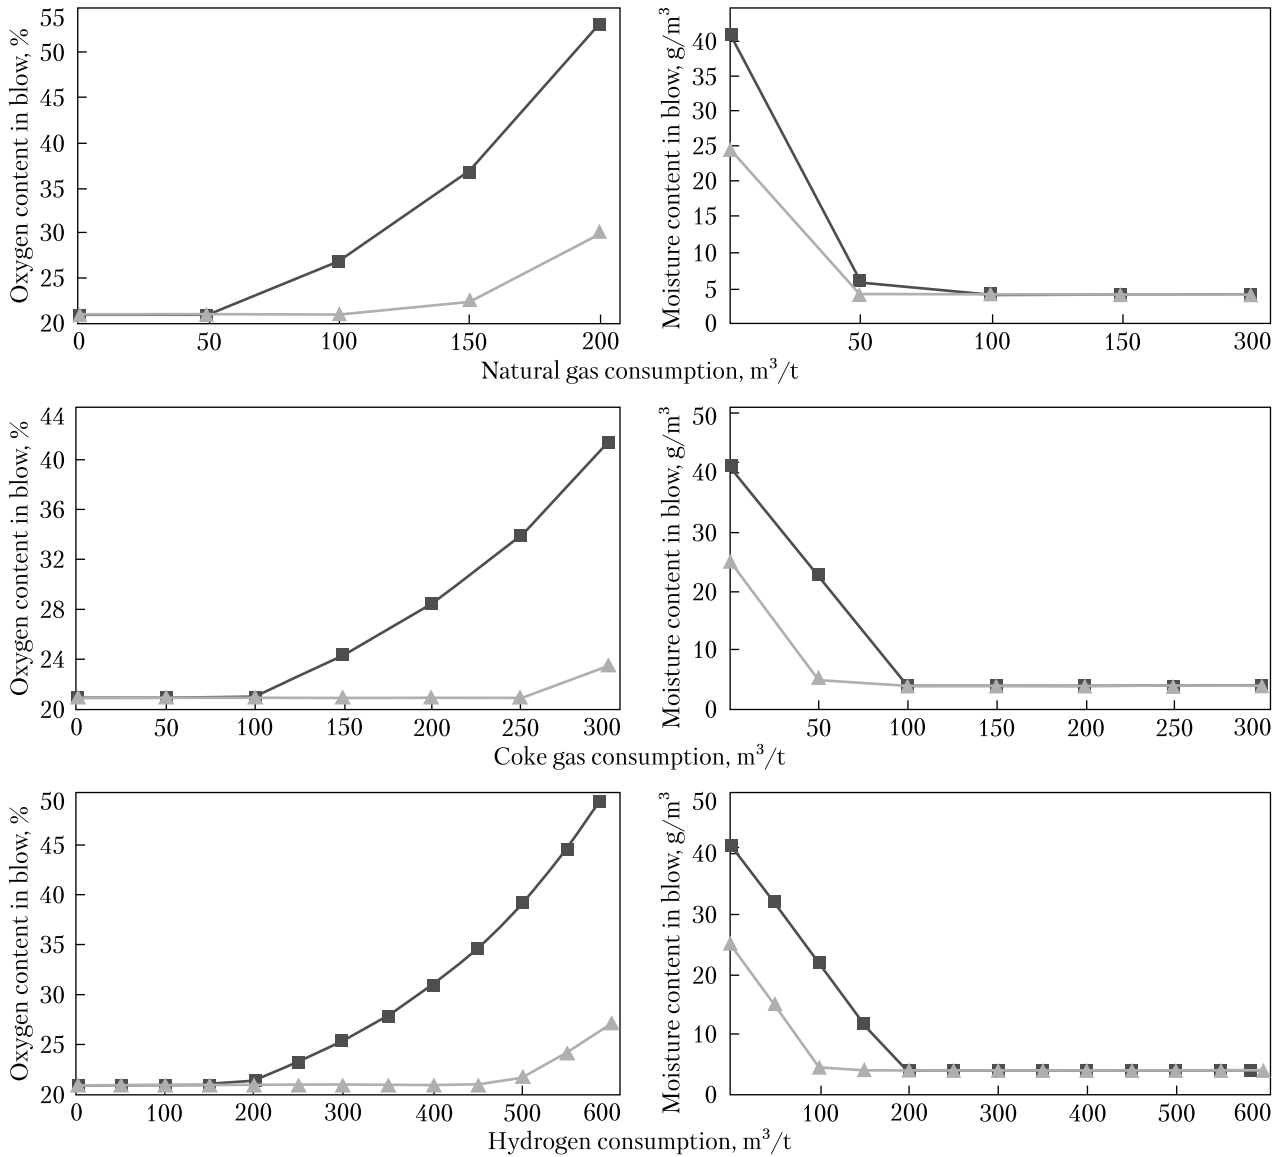 Oxygen content in blow, %
55
50
45
40
35
30
25
20
0 50 100 150 200
Moisture content in blow, g/m³
40
35
30
25
20
15
10
5
0
50 100 150 300
Natural gas consumption, m³/t
Oxygen content in blow, %
44
40
36
32
28
24
20
0 50 100 150 200 250 300
Moisture content in blow, g/m³
50
40
30
20
10
0
50 100 150 200 250 300
Coke gas consumption, m³/t
Oxygen content in blow, %
50
45
40
35
30
25
20
0 100 200 300 400 500 600
Moisture content in blow, g/m³
50
40
30
20
10
0
100 200 300 400 500 600
Hydrogen consumption, m³/t